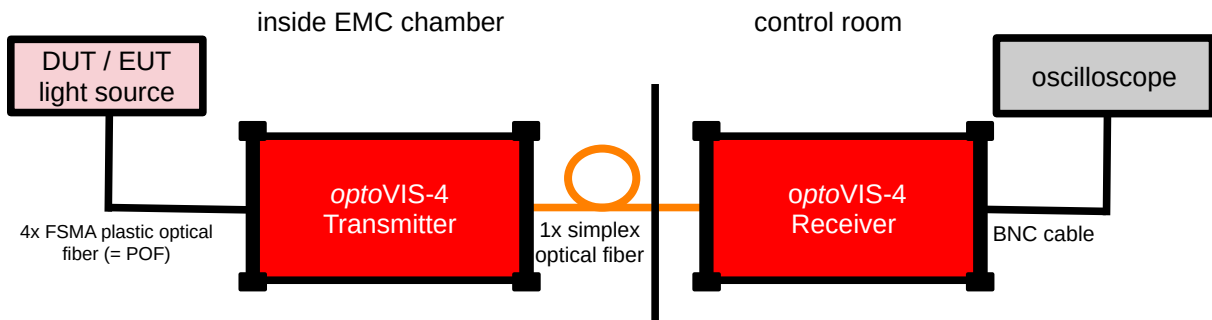 inside EMC chamber
control room
DUT / EUT
light source
oscilloscope
optoVIS-4
Transmitter
optoVIS-4
Receiver
4x FSMA plastic optical
fiber (= POF)
1x simplex
optical fiber
BNC cable